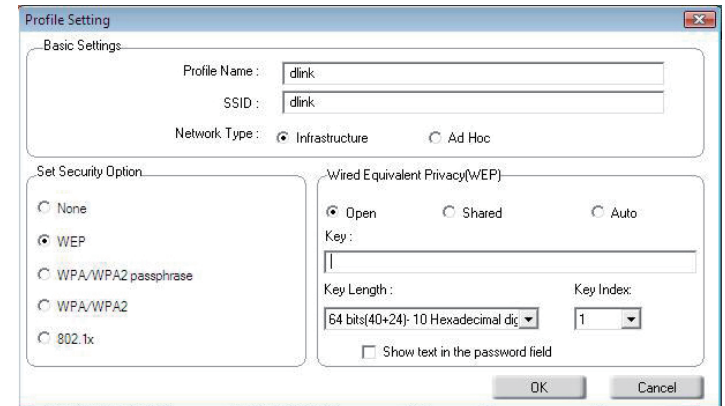 Profile Setting
Basic Settings
Profile Name :
dlink
SSID :
dlink
Network Type :
Infrastructure
Ad Hoc
Set Security Option
None
WEP
WPA/WPA2 passphrase
WPA/WPA2
802.1x
Wired Equivalent Privacy(WEP)
Open
Shared
Auto
Key :
Key Length :
Key Index:
64 bits(40+24)- 10 Hexadecimal dig
1
Show text in the password field
OK
Cancel